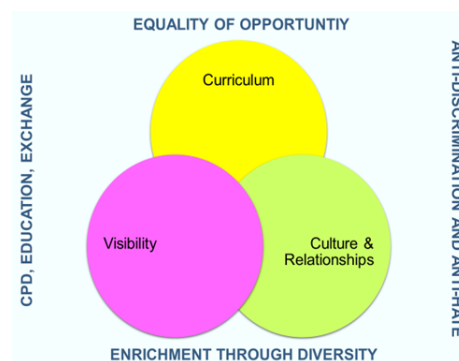 EQUALITY OF OPPORTUNTIY
Curriculum
CPD, EDUCATION, EXCHANGE
ANTI-DISCRIMINATION AND ANTI-HATE
Visibility
Culture &
Relationships
ENRICHMENT THROUGH DIVERSITY